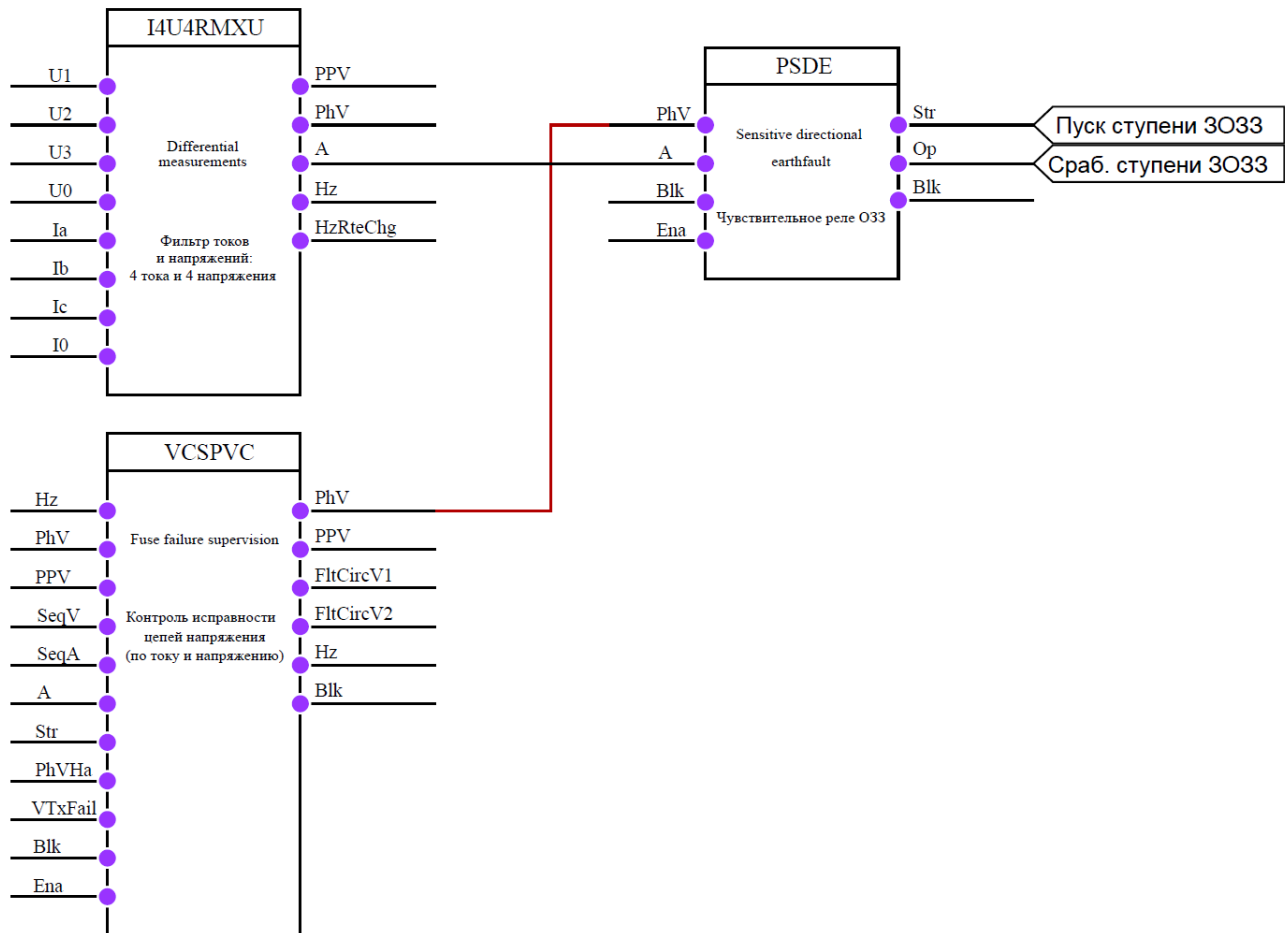 I4U4RMXU
U1
U2
U3
U0
Ia
Ib
Ic
I0
Differential
measurements
Фильтр токов
и напряжений:
4 тока и 4 напряжения
PPV
PhV
A
Hz
HzRteChg
PSDE
PhV
A
Blk
Ena
Sensitive directional
earthfault
Чувствительное реле ОЗЗ
Str
Op
Blk
Пуск ступени ЗОЗЗ
Сраб. ступени ЗОЗЗ
VCSPVC
Hz
PhV
PPV
SeqV
SeqA
A
Str
PhVHa
VTxFail
Blk
Ena
Fuse failure supervision
Контроль исправности
цепей напряжения
(по току и напряжению)
PhV
PPV
FltCircV1
FltCircV2
Hz
Blk